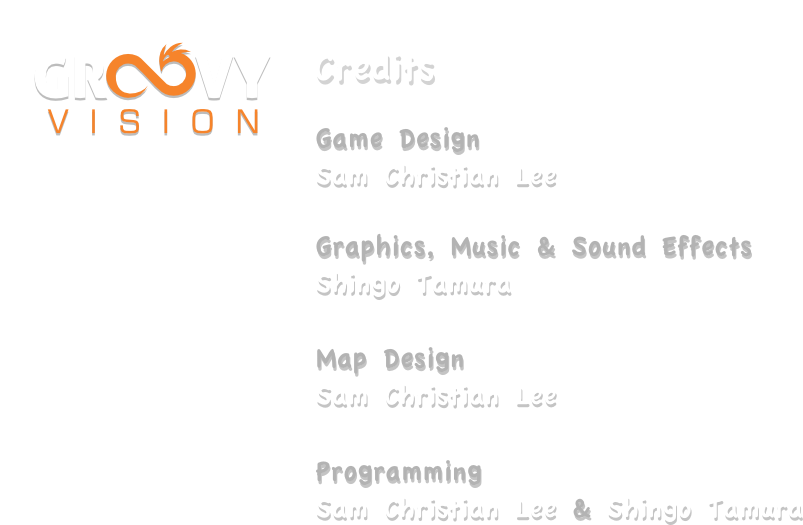 GROOVY
VISION
Credits
Game Design
Sam Christian Lee
Graphics, Music & Sound Effects
Shingo Tamura
Map Design
Sam Christian Lee
Programming
Sam Christian Lee & Shingo Tamura